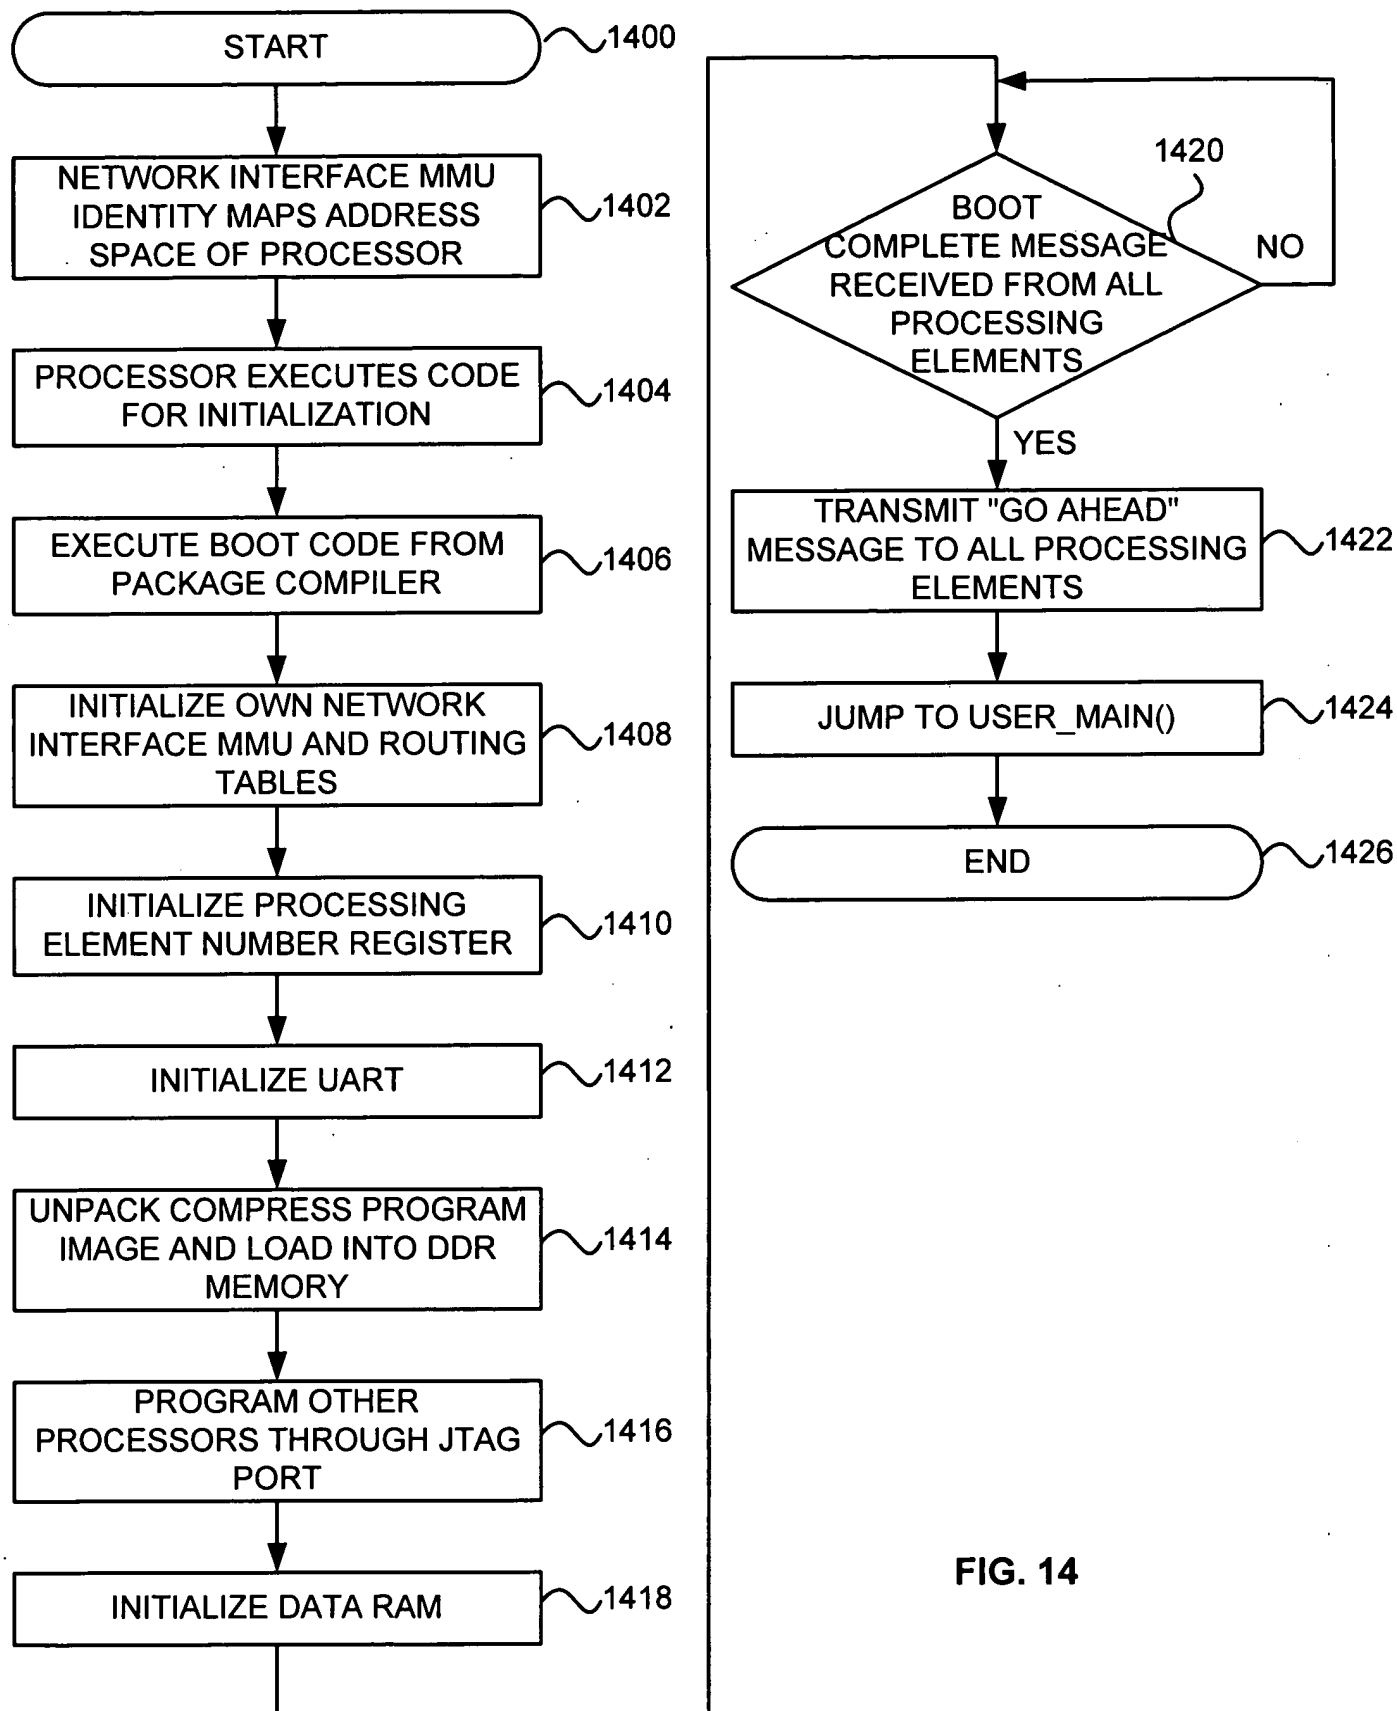 START
1400
NETWORK INTERFACE MMU
IDENTITY MAPS ADDRESS
SPACE OF PROCESSOR
1402
PROCESSOR EXECUTES CODE
FOR INITIALIZATION
1404
EXECUTE BOOT CODE FROM
PACKAGE COMPILER
1406
INITIALIZE OWN NETWORK
INTERFACE MMU AND ROUTING
TABLES
1408
INITIALIZE PROCESSING
ELEMENT NUMBER REGISTER
1410
INITIALIZE UART
1412
UNPACK COMPRESS PROGRAM
IMAGE AND LOAD INTO DDR
MEMORY
1414
PROGRAM OTHER
PROCESSORS THROUGH JTAG
PORT
1416
INITIALIZE DATA RAM
1418
1420
BOOT
COMPLETE MESSAGE
RECEIVED FROM ALL
PROCESSING
ELEMENTS
NO
YES
TRANSMIT "GO AHEAD"
MESSAGE TO ALL PROCESSING
ELEMENTS
1422
JUMP TO USER_MAIN()
1424
END
1426
FIG. 14